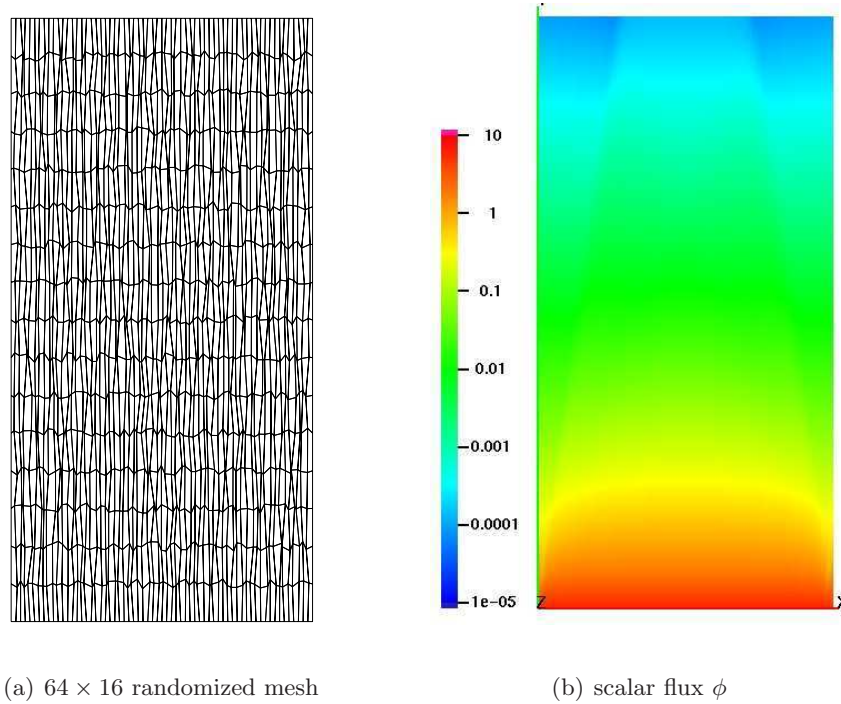 10
1
0.1
0.01
0.001
0.0001
1e-05
Z
X
(a) 64 × 16 randomized mesh
(b) scalar flux ϕ